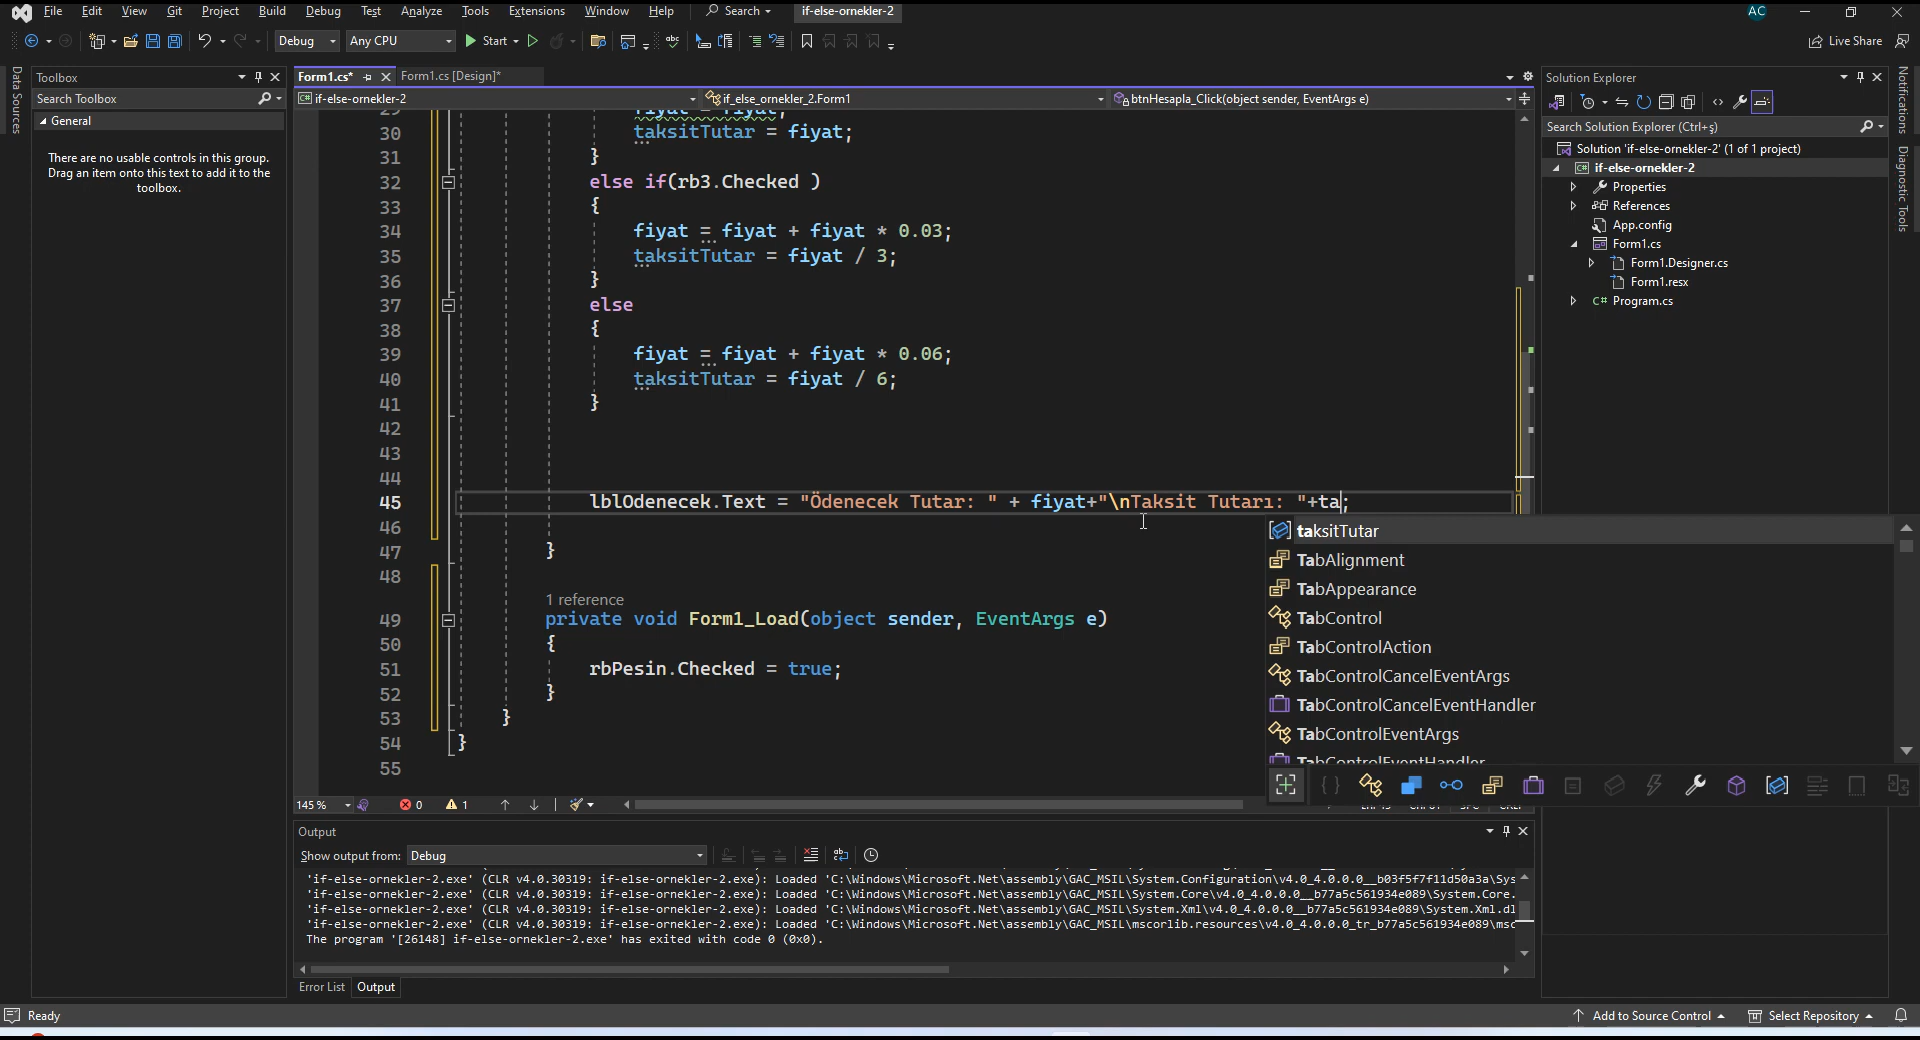 File Edit View Git Project Build Debug Test Analyze Tools Extensions Window Help Search if-else-ornekler-2 AC
Debug Any CPU Start Live Share
Data Sources
Toolbox
Search Toolbox
General
There are no usable controls in this group.
Drag an item onto this text to add it to the
toolbox.
Form1.cs* Form1.cs [Design]*
C# if-else-ornekler-2 if_else_ornekler_2.Form1 btnHesapla_Click(object sender, EventArgs e)
29 fiyat = fiyat;
30 taksitTutar = fiyat;
31 }
32 else if(rb3.Checked )
33 {
34 fiyat = fiyat + fiyat * 0.03;
35 taksitTutar = fiyat / 3;
36 }
37 else
38 {
39 fiyat = fiyat + fiyat * 0.06;
40 taksitTutar = fiyat / 6;
41 }
42
43
44
45 lblOdenecek.Text = "Ödenecek Tutar: " + fiyat+"\nTaksit Tutarı: "+ta;
46
47 }
48
1 reference
49 private void Form1_Load(object sender, EventArgs e)
50 {
51 rbPesin.Checked = true;
52 }
53 }
54 }
55
taksitTutar
TabAlignment
TabAppearance
TabControl
TabControlAction
TabControlCancelEventArgs
TabControlCancelEventHandler
TabControlEventArgs
TabControlEventHandler
145 % 0 1
Output
Show output from: Debug
'if-else-ornekler-2.exe' (CLR v4.0.30319: if-else-ornekler-2.exe): Loaded 'C:\Windows\Microsoft.Net\assembly\GAC_MSIL\System.Configuration\v4.0_4.0.0.0__b03f5f7f11d50a3a\Sys
'if-else-ornekler-2.exe' (CLR v4.0.30319: if-else-ornekler-2.exe): Loaded 'C:\Windows\Microsoft.Net\assembly\GAC_MSIL\System.Core\v4.0_4.0.0.0__b77a5c561934e089\System.Core.
'if-else-ornekler-2.exe' (CLR v4.0.30319: if-else-ornekler-2.exe): Loaded 'C:\Windows\Microsoft.Net\assembly\GAC_MSIL\System.Xml\v4.0_4.0.0.0__b77a5c561934e089\System.Xml.dl
'if-else-ornekler-2.exe' (CLR v4.0.30319: if-else-ornekler-2.exe): Loaded 'C:\Windows\Microsoft.Net\assembly\GAC_MSIL\mscorlib.resources\v4.0_4.0.0.0_tr_b77a5c561934e089\msc
The program '[26148] if-else-ornekler-2.exe' has exited with code 0 (0x0).
Error List Output
Solution Explorer
Search Solution Explorer (Ctrl+ş)
Solution 'if-else-ornekler-2' (1 of 1 project)
C# if-else-ornekler-2
Properties
References
App.config
Form1.cs
Form1.Designer.cs
Form1.resx
C# Program.cs
Notifications
Diagnostic Tools
Ready Add to Source Control Select Repository